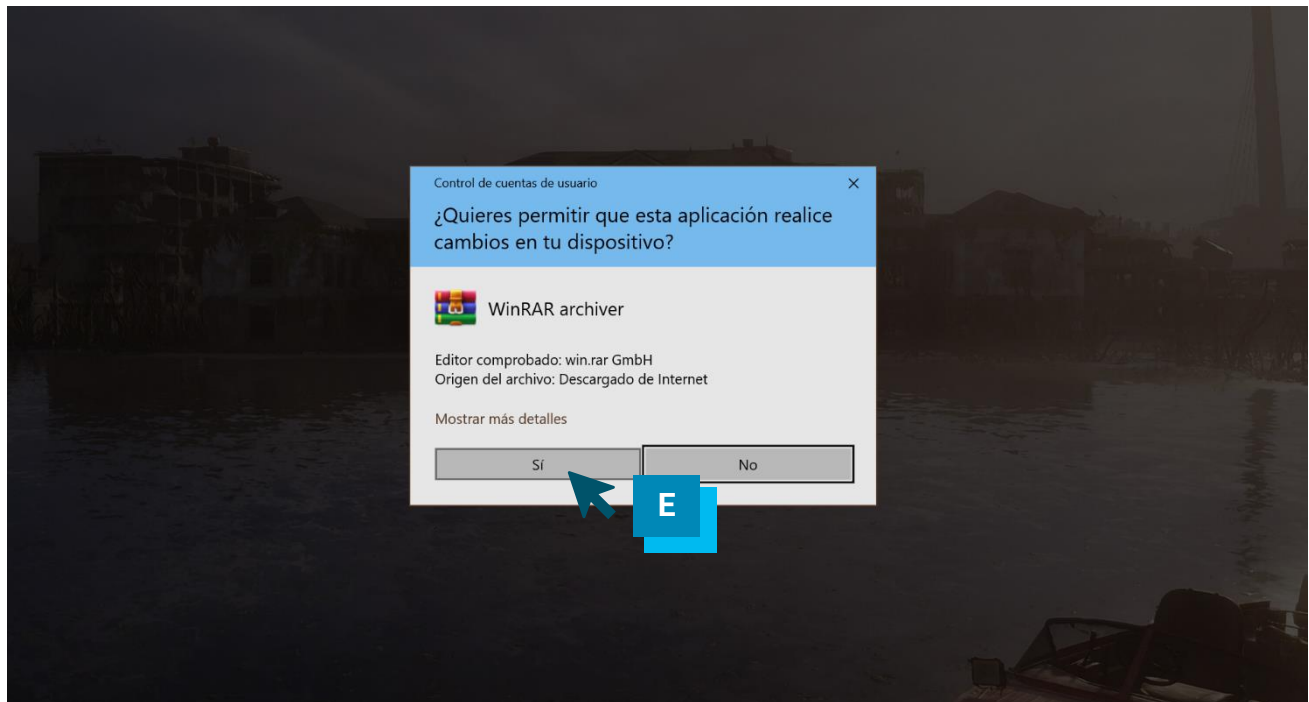 Control de cuentas de usuario
¿Quieres permitir que esta aplicación realice
cambios en tu dispositivo?
WinRAR archiver
Editor comprobado: win.rar GmbH
Origen del archivo: Descargado de Internet
Mostrar más detalles
Sí
No
E